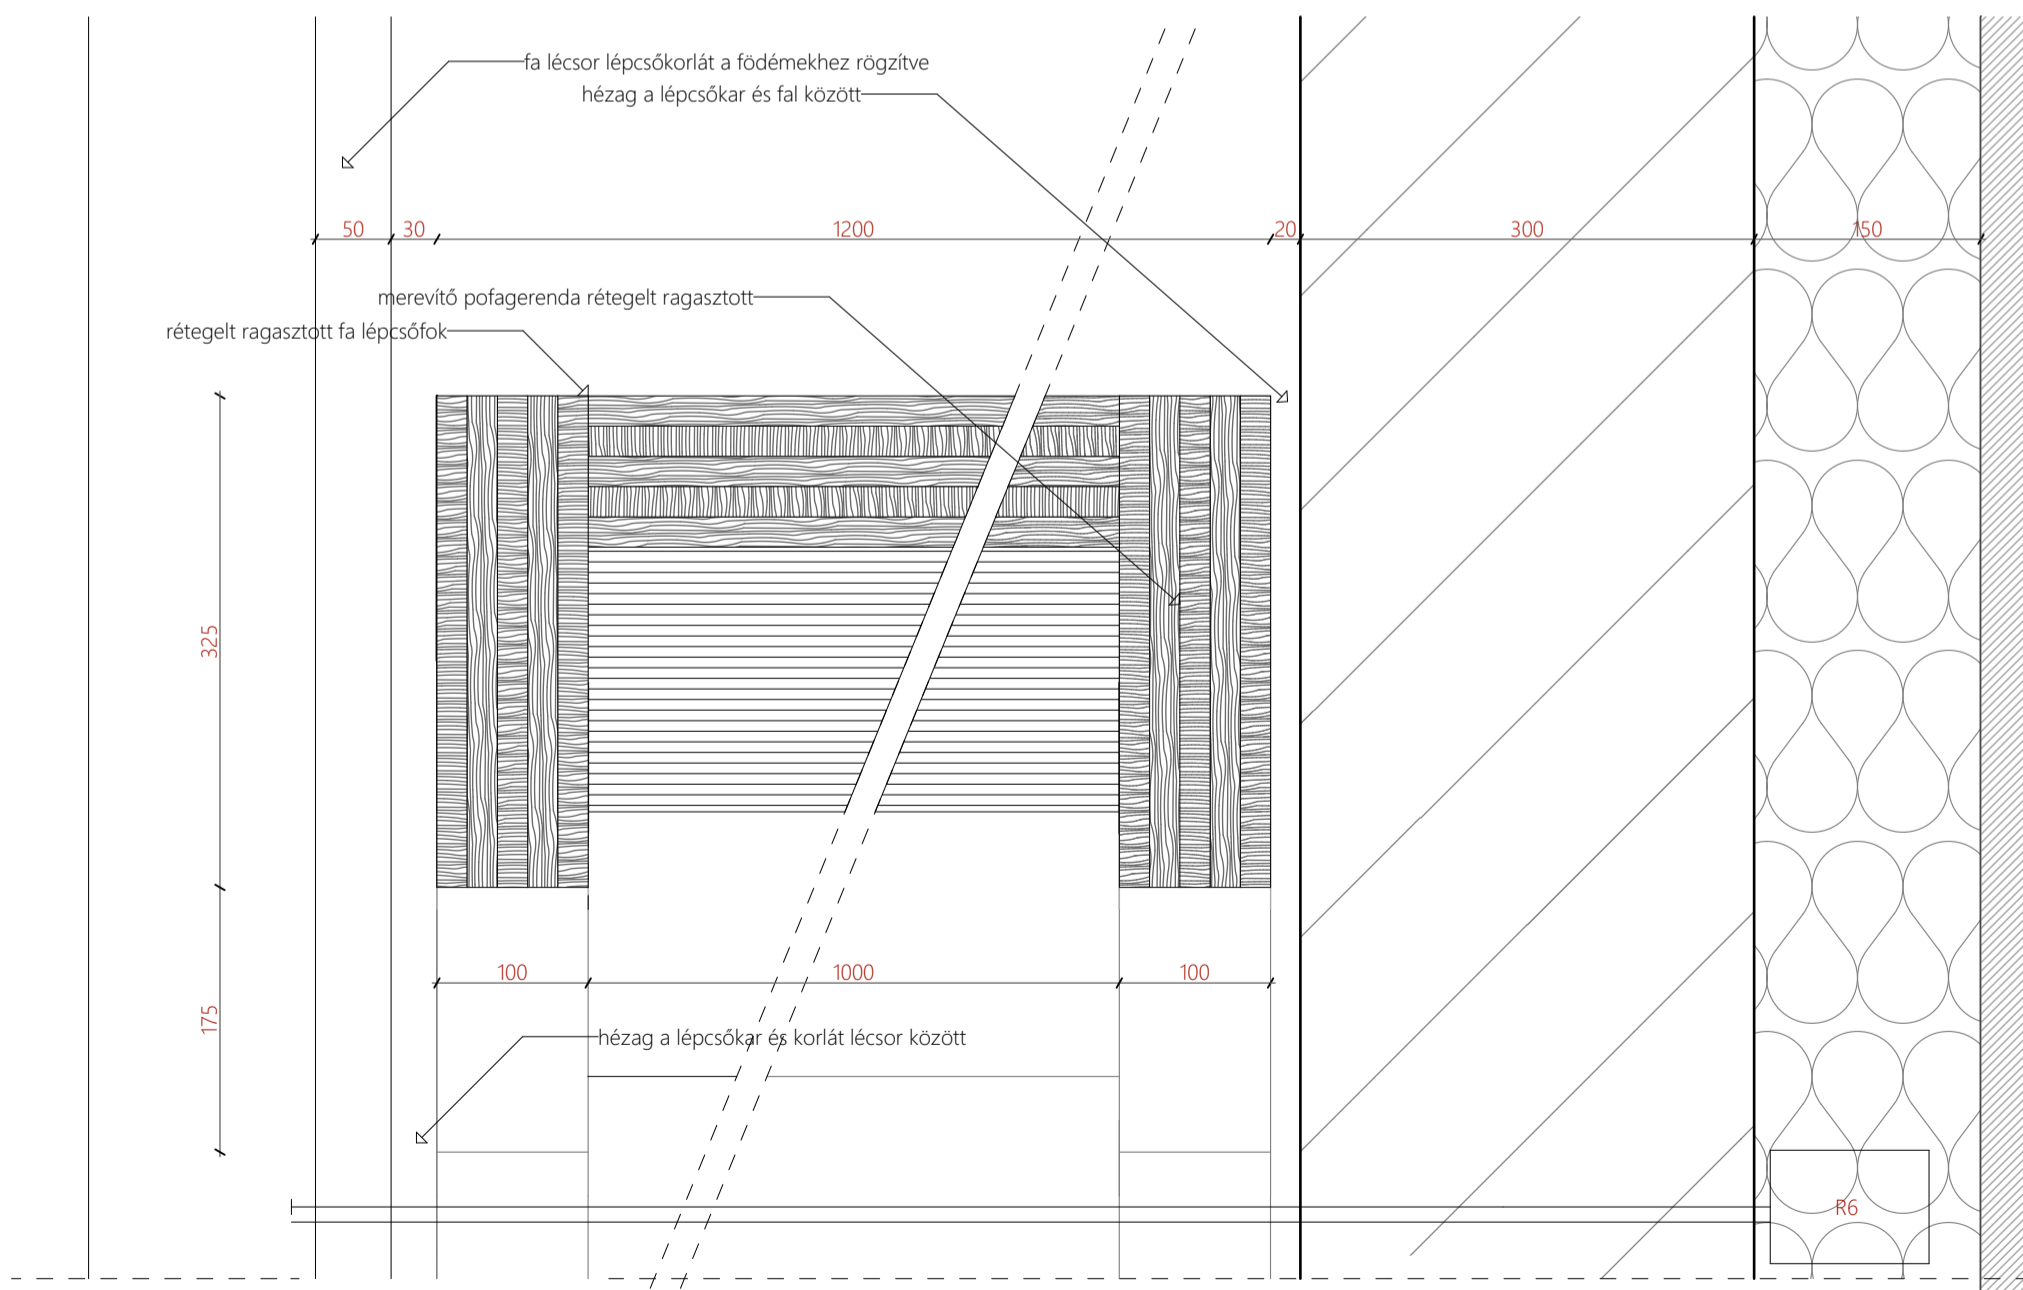 fa lécsor lépcsőkorlát a födémekhez rögzítve
hézag a lépcsőkar és fal között
50 30 1200 20 300 150
merevítő pofagerenda rétegelt ragasztott
rétegelt ragasztott fa lépcsőfok
325
100 1000 100
175
hézag a lépcsőkar és korlát lécsor között
R6